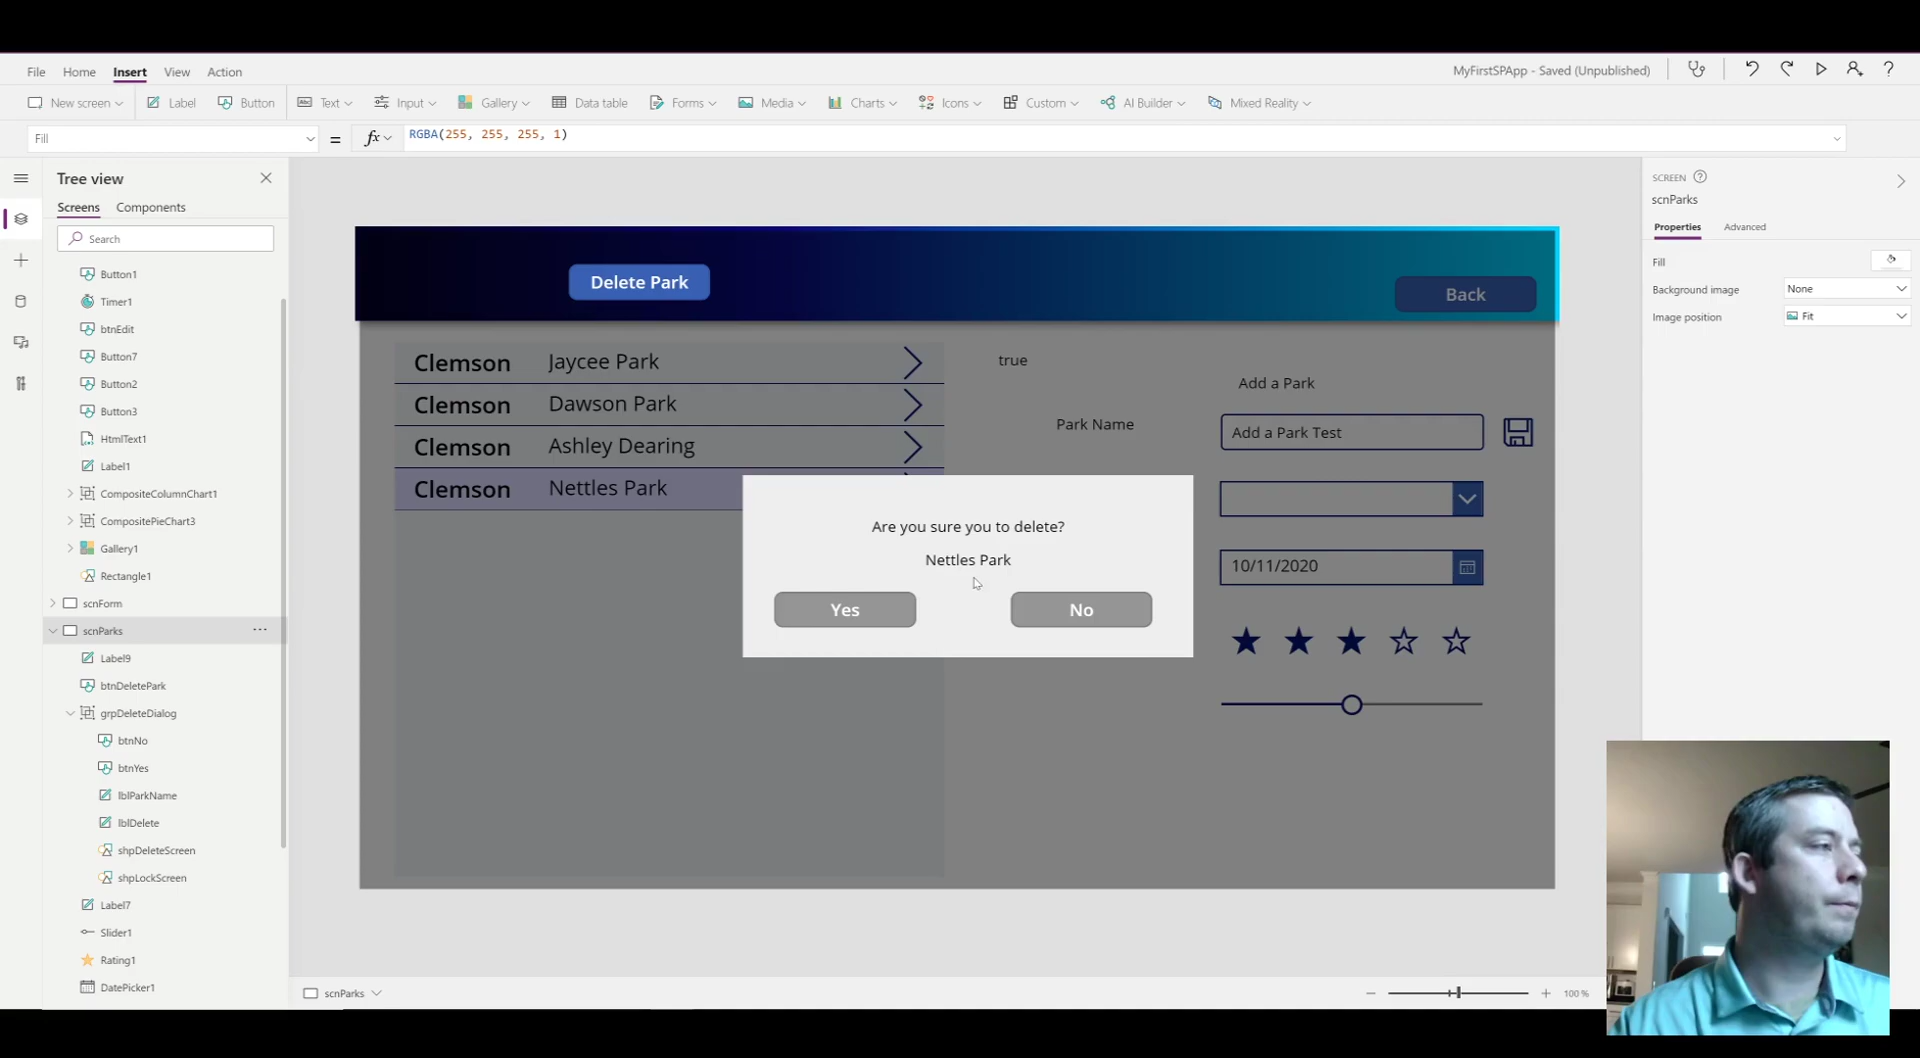 File Home Insert View Action
MyFirstSPApp - Saved (Unpublished)
New screen Label Button Text Input Gallery Data table Forms Media Charts Icons Custom AI Builder Mixed Reality
Fill = fx RGBA(255, 255, 255, 1)
Tree view
Screens Components
Search
Button1
Timer1
btnEdit
Button7
Button2
Button3
HtmlText1
Label1
CompositeColumnChart1
CompositePieChart3
Gallery1
Rectangle1
scnForm
scnParks
Label9
btnDeletePark
grpDeleteDialog
btnNo
btnYes
lblParkName
lblDelete
shpDeleteScreen
shpLockScreen
Label7
Slider1
Rating1
DatePicker1
Delete Park
Back
Clemson Jaycee Park
Clemson Dawson Park
Clemson Ashley Dearing
Clemson Nettles Park
true
Add a Park
Park Name
Add a Park Test
10/11/2020
Are you sure you to delete?
Nettles Park
Yes No
scnParks
100 %
SCREEN
scnParks
Properties Advanced
Fill
Background image None
Image position Fit